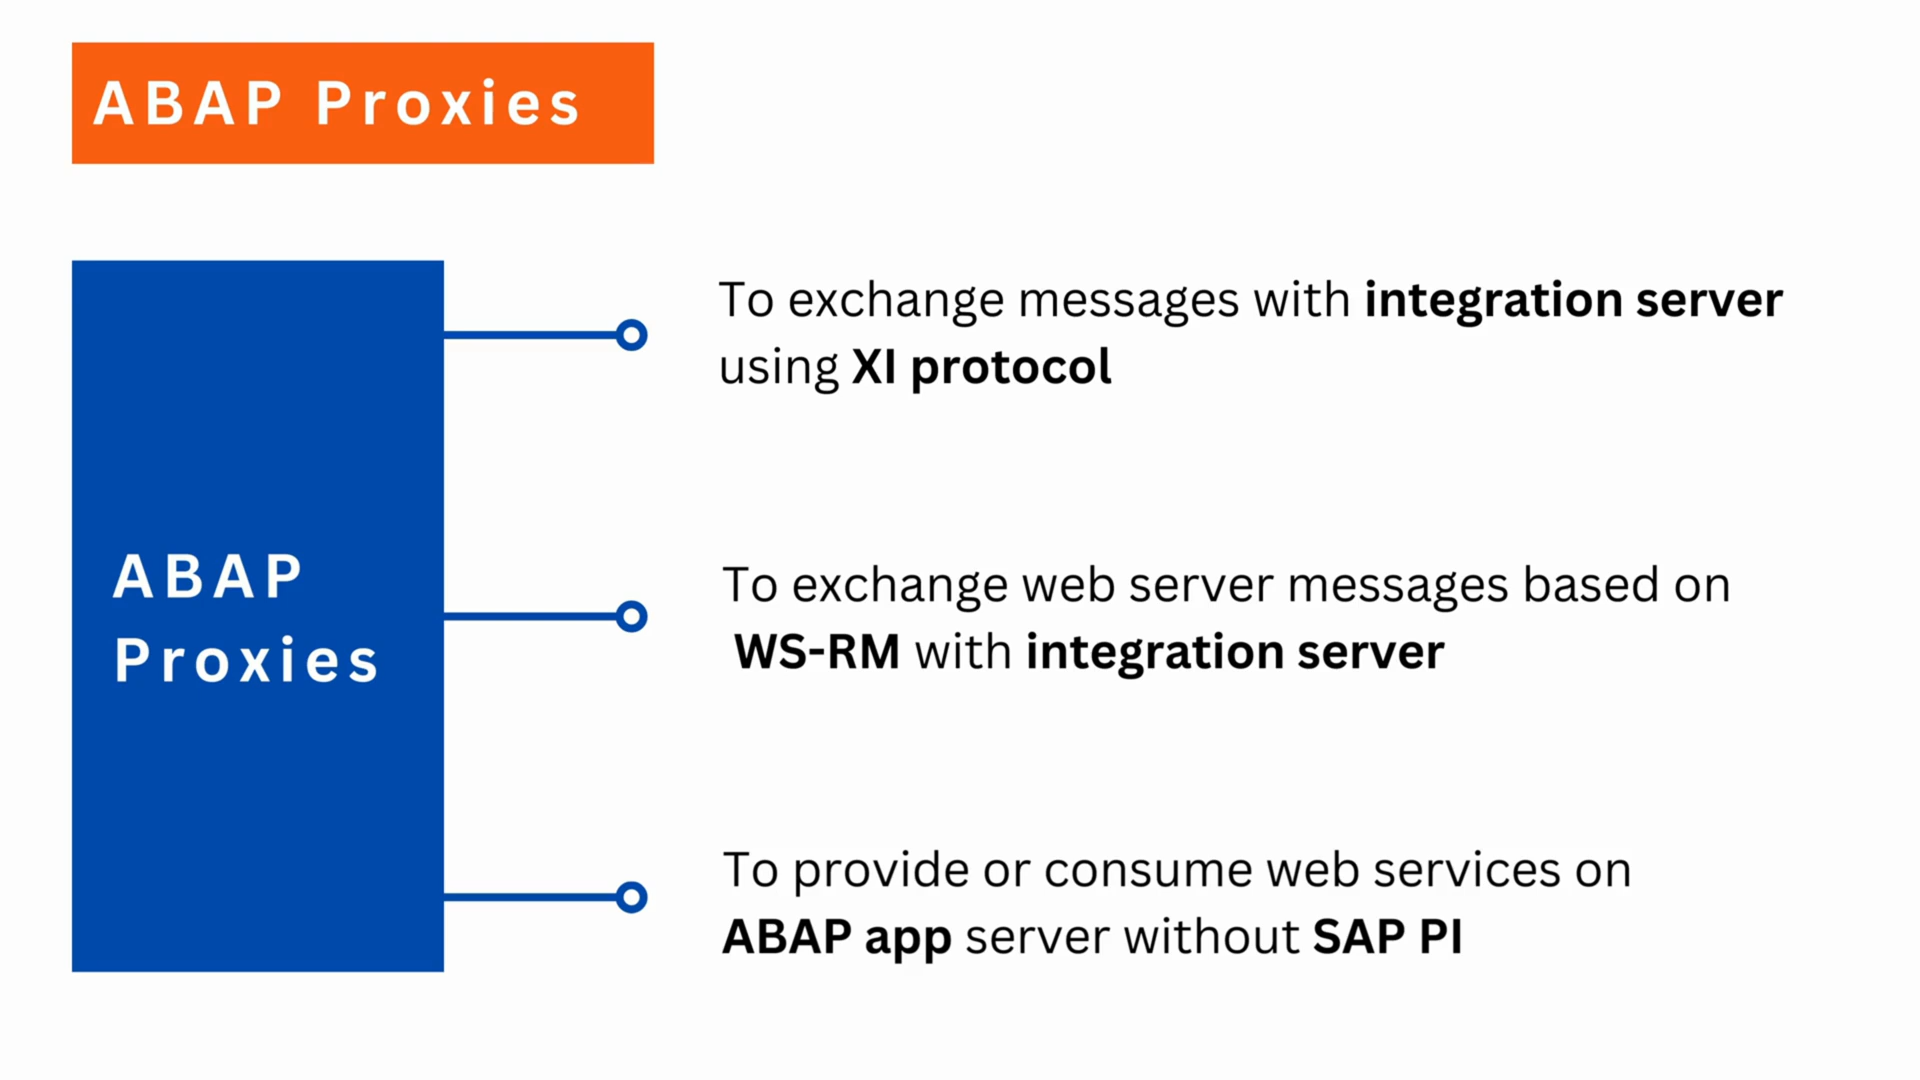 ABAP Proxies
ABAP
Proxies
To exchange messages with integration server
using XI protocol
To exchange web server messages based on
WS-RM with integration server
To provide or consume web services on
ABAP app server without SAP PI